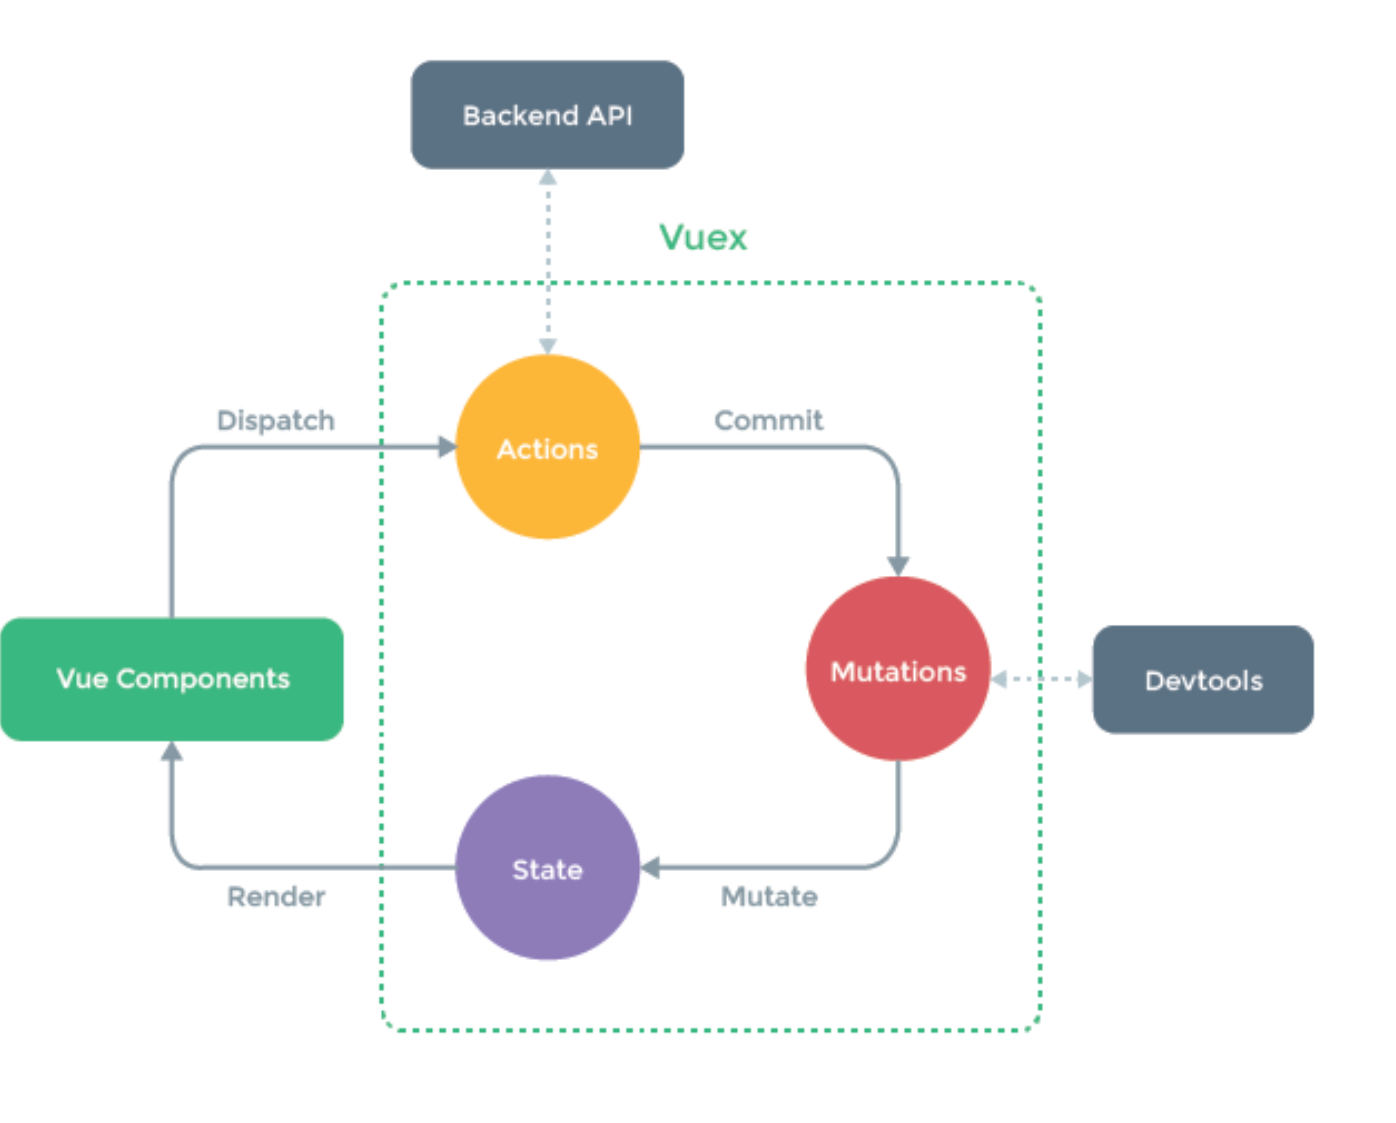 Backend API
Vuex
Dispatch
Commit
Actions
Vue Components
Mutations
Devtools
State
Render
Mutate